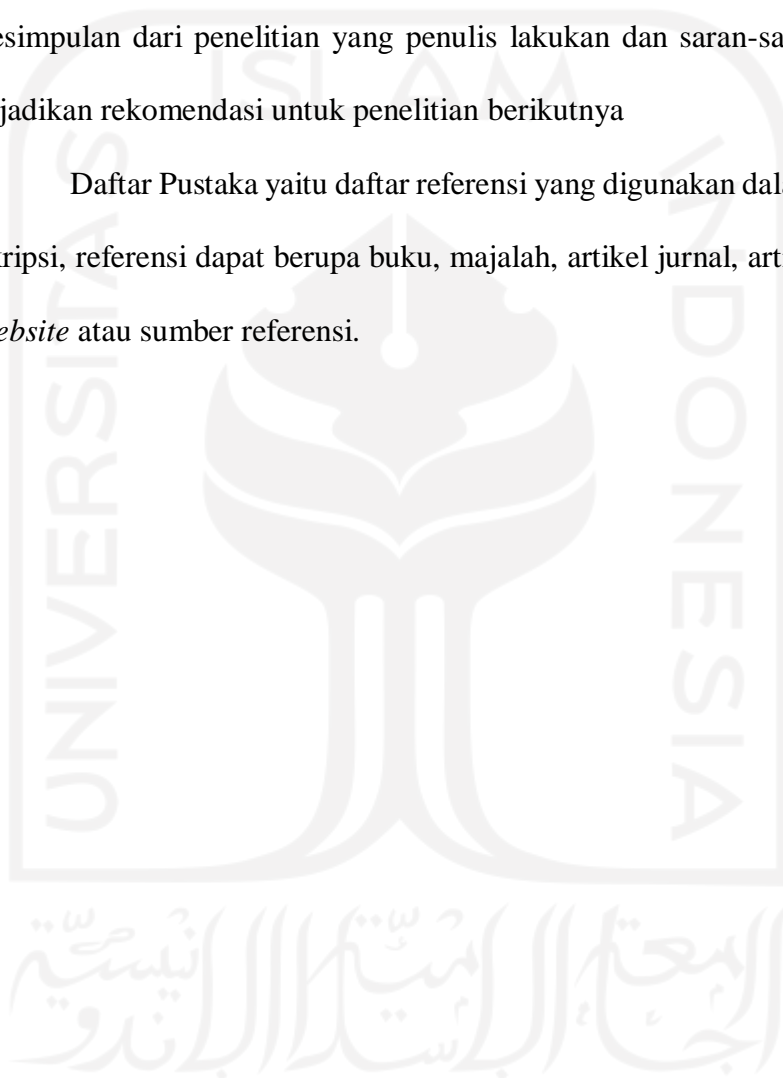 esimpulan dari penelitian yang penulis lakukan dan saran-sa
jadikan rekomendasi untuk penelitian berikutnya
Daftar Pustaka yaitu daftar referensi yang digunakan dal
kripsi, referensi dapat berupa buku, majalah, artikel jurnal, art
ebsite atau sumber referensi.
ISLAM
UNIVERSITAS
INDONESIA